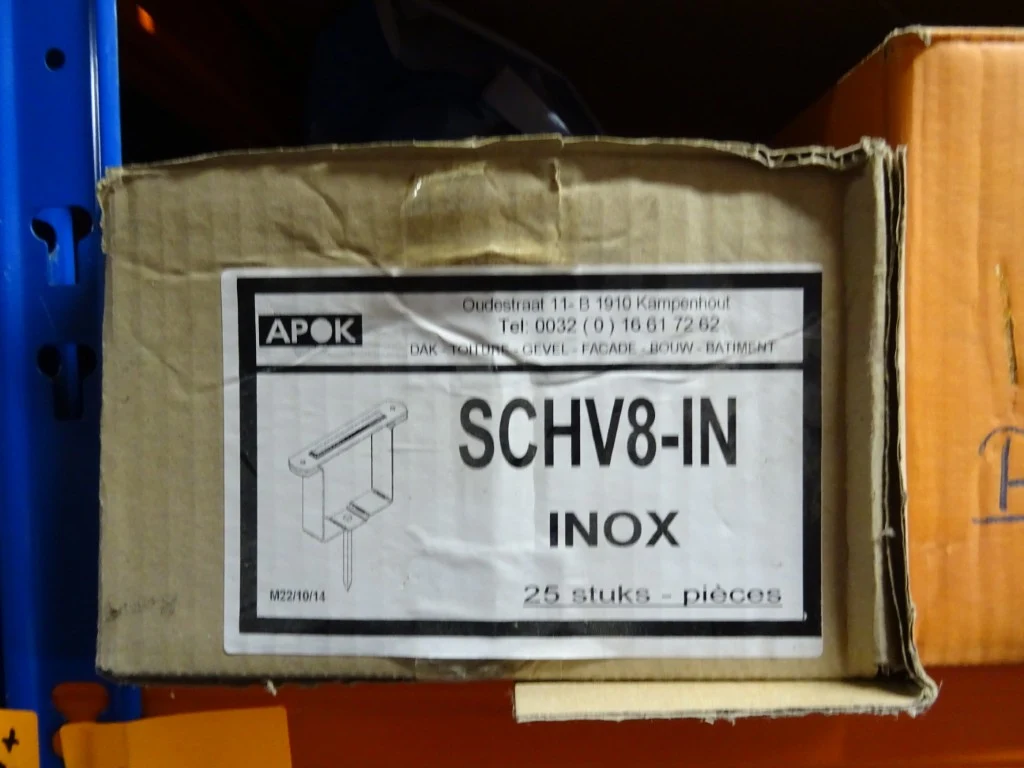 Oudestraat 11- B 1910 Kampenhout
APOK
Tel: 0032 ( 0 ) 16 61 72 62
DAK - TOITURE - GEVEL - FACADE - BOUW - BATIMENT
SCHV8-IN
INOX
M22/10/14
25 stuks - pièces